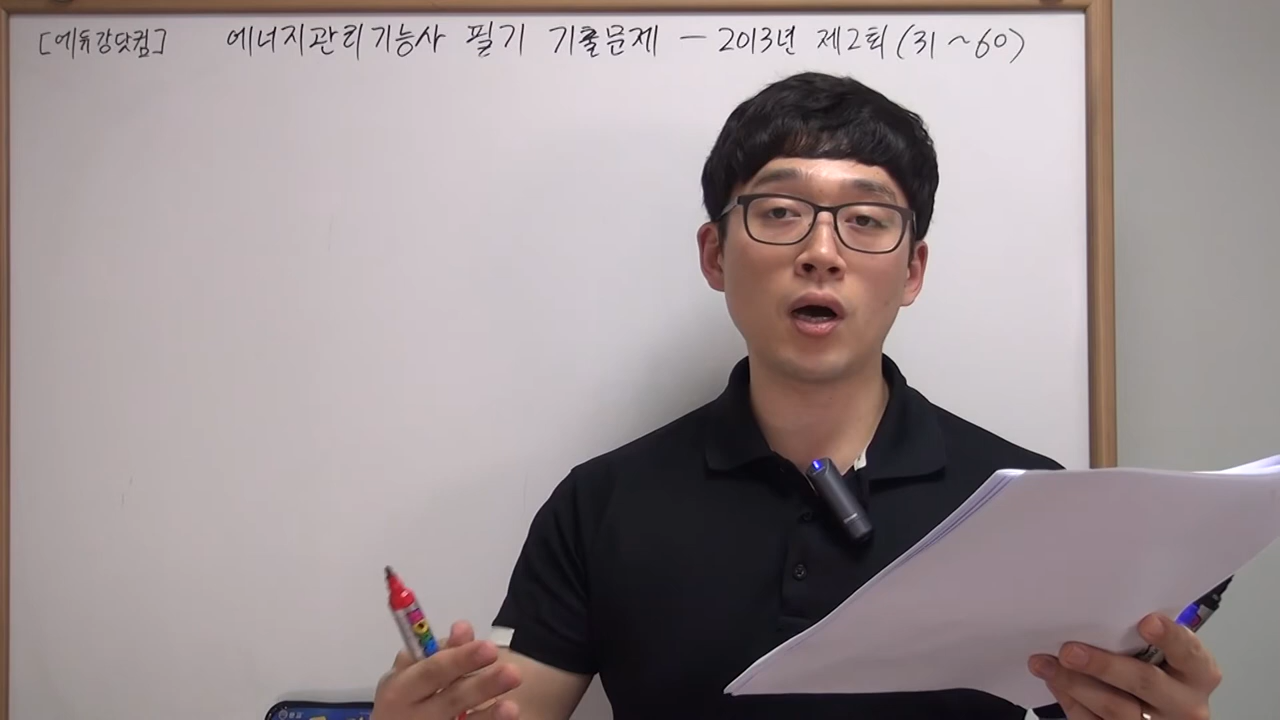 [에듀강닷컴] 에너지관리기능사 필기 기출문제 - 2013년 제2회 (31~60)